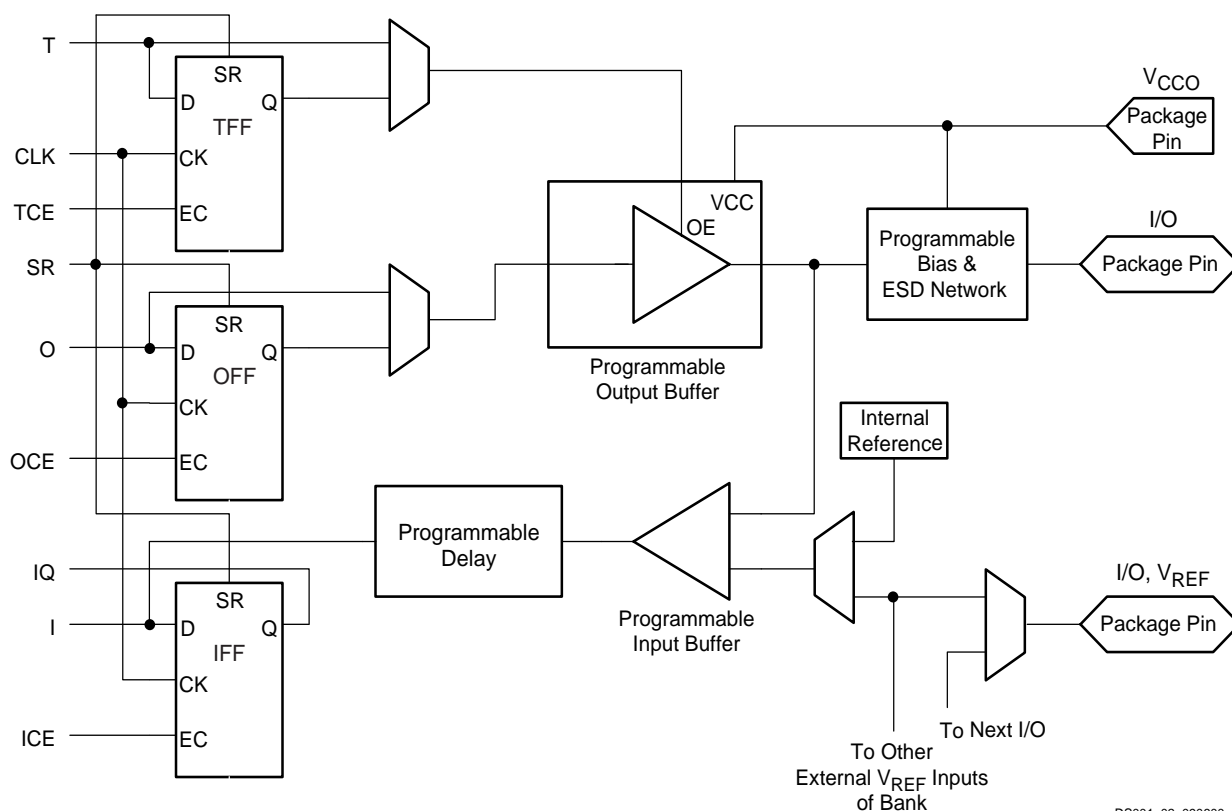 T
SR
D
Q
TFF
CLK
CK
TCE
EC
SR
SR
O
D
Q
OFF
CK
OCE
EC
IQ
SR
I
D
Q
IFF
CK
ICE
EC
VCC
OE
Programmable
Output Buffer
VCCO
Package
Pin
Programmable
Bias &
ESD Network
I/O
Package Pin
Internal
Reference
Programmable
Delay
Programmable
Input Buffer
I/O, VREF
Package Pin
To Next I/O
To Other
External VREF Inputs
of Bank